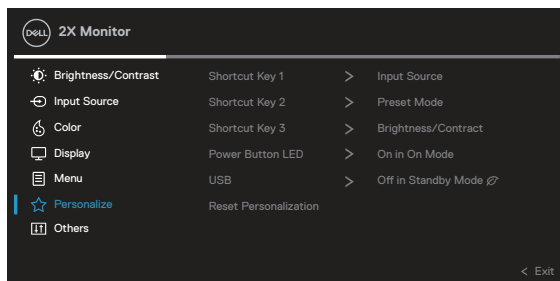 DELL 2X Monitor
Brightness/Contrast Shortcut Key 1 > Input Source
Input Source Shortcut Key 2 > Preset Mode
Color Shortcut Key 3 > Brightness/Contract
Display Power Button LED > On in On Mode
Menu USB > Off in Standby Mode
Personalize Reset Personalization
Others
< Exit